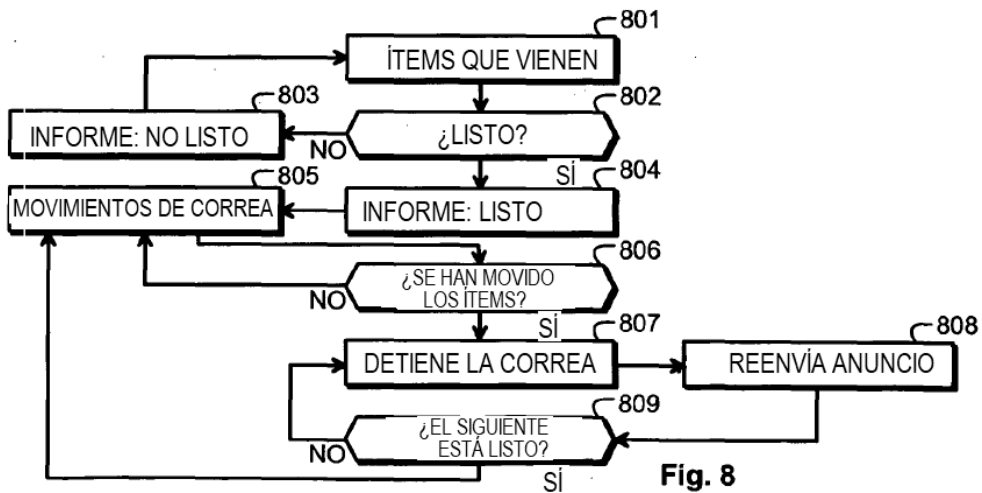 801
ÍTEMS QUE VIENEN
803
802
INFORME: NO LISTO
NO
¿LISTO?
SÍ
805
804
MOVIMIENTOS DE CORREA
INFORME: LISTO
806
¿SE HAN MOVIDO
LOS ÍTEMS?
NO
SÍ
807
808
DETIENE LA CORREA
REENVÍA ANUNCIO
809
¿EL SIGUIENTE
ESTÁ LISTO?
NO
SÍ
Fig. 8